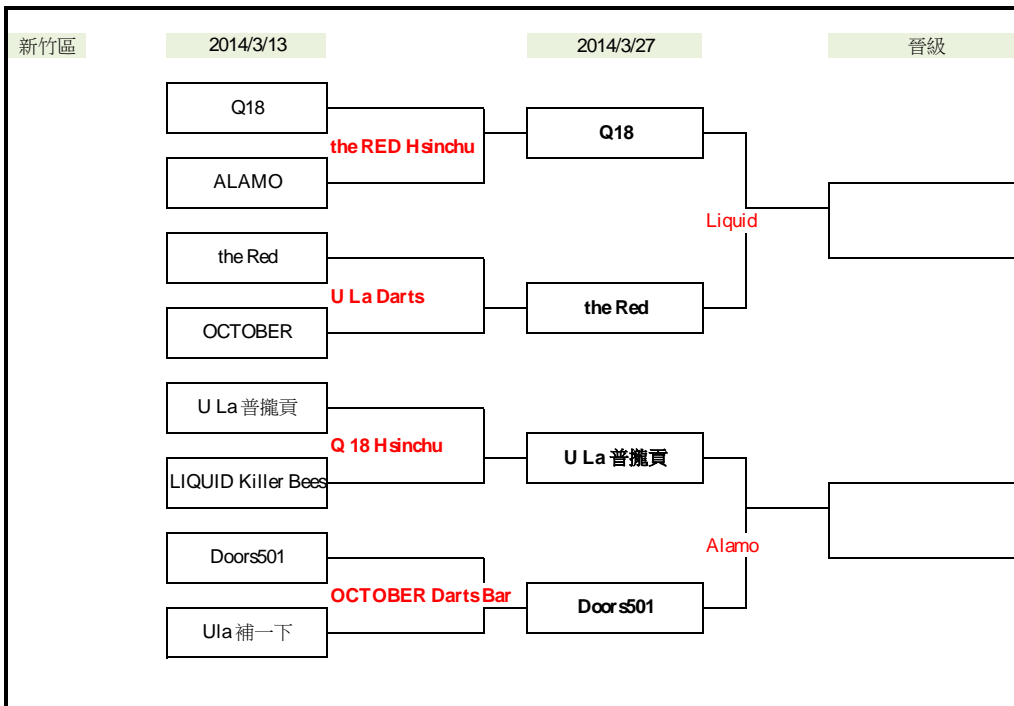 新竹區 2014/3/13 2014/3/27 晉級
Q18
the RED Hsinchu
Q18
ALAMO
Liquid
the Red
U La Darts
the Red
OCTOBER
U La 普攏貢
Q 18 Hsinchu
U La 普攏貢
LIQUID Killer Bees
Alamo
Doors501
OCTOBER Darts Bar
Doors501
Ula 補一下